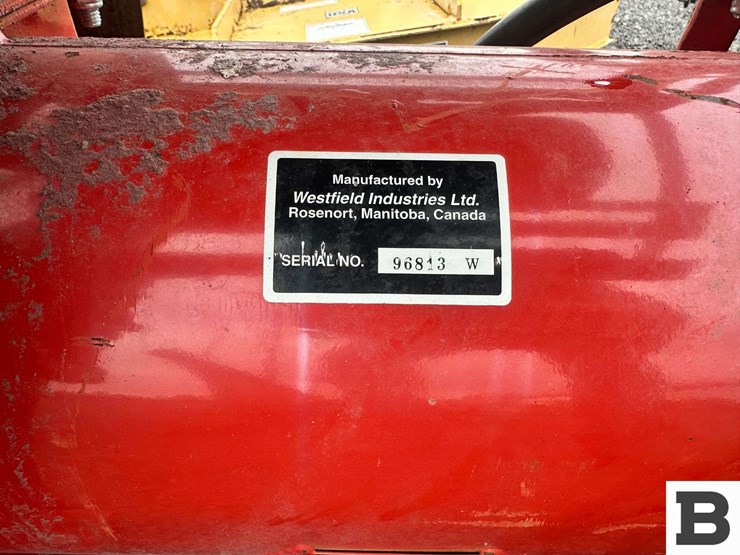 Manufactured by
Westfield Industries Ltd.
Rosenort, Manitoba, Canada
SERIAL NO. 96813 W
B